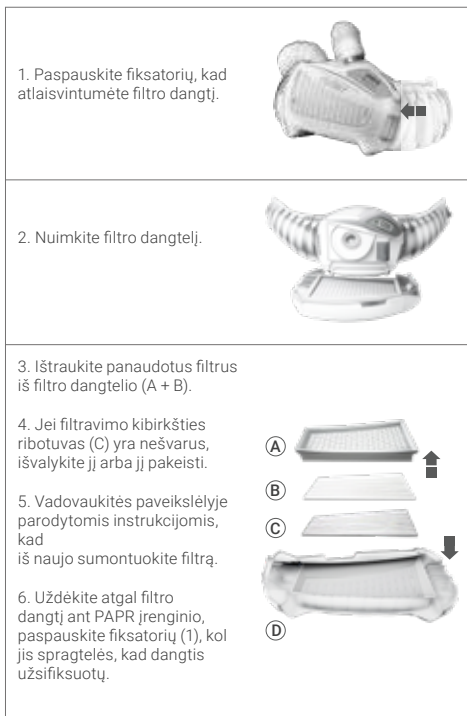 1. Paspauskite fiksatorių, kad
atlaisvintumėte filtro dangtį.
2. Nuimkite filtro dangtelį.
3. Ištraukite panaudotus filtrus
iš filtro dangtelio (A + B).
4. Jei filtravimo kibirkšties
ribotuvas (C) yra nešvarus,
išvalykite jį arba jį pakeisti.
5. Vadovaukitės paveikslėlyje
parodytomis instrukcijomis,
kad
iš naujo sumontuokite filtrą.
6. Uždėkite atgal filtro
dangtį ant PAPR įrenginio,
paspauskite fiksatorių (1), kol
jis spragtelės, kad dangtis
užsifiksuotų.
A
B
C
D